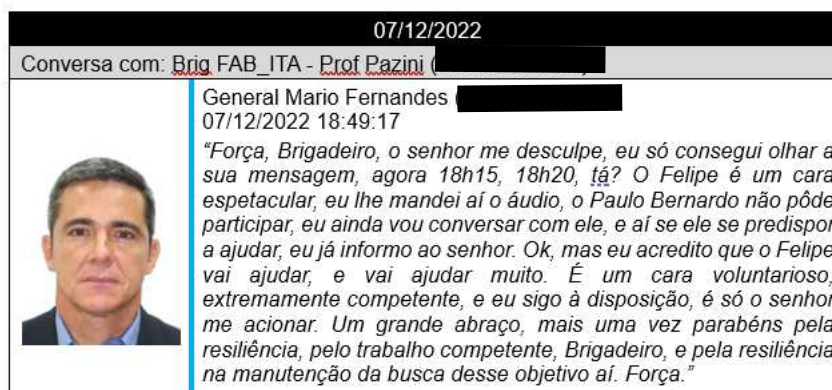 07/12/2022
Conversa com: Brig FAB_ITA - Prof Pazini (
General Mario Fernandes (
07/12/2022 18:49:17
“Força, Brigadeiro, o senhor me desculpe, eu só consegui olhar a
sua mensagem, agora 18h15, 18h20, tá? O Felipe é um cara
espetacular, eu lhe mandei aí o áudio, o Paulo Bernardo não pôde
participar, eu ainda vou conversar com ele, e aí se ele se predispor
a ajudar, eu já informo ao senhor. Ok, mas eu acredito que o Felipe
vai ajudar, e vai ajudar muito. É um cara voluntarioso,
extremamente competente, e eu sigo à disposição, é só o senhor
me acionar. Um grande abraço, mais uma vez parabéns pela
resiliência, pelo trabalho competente, Brigadeiro, e pela resiliência
na manutenção da busca desse objetivo aí. Força.”